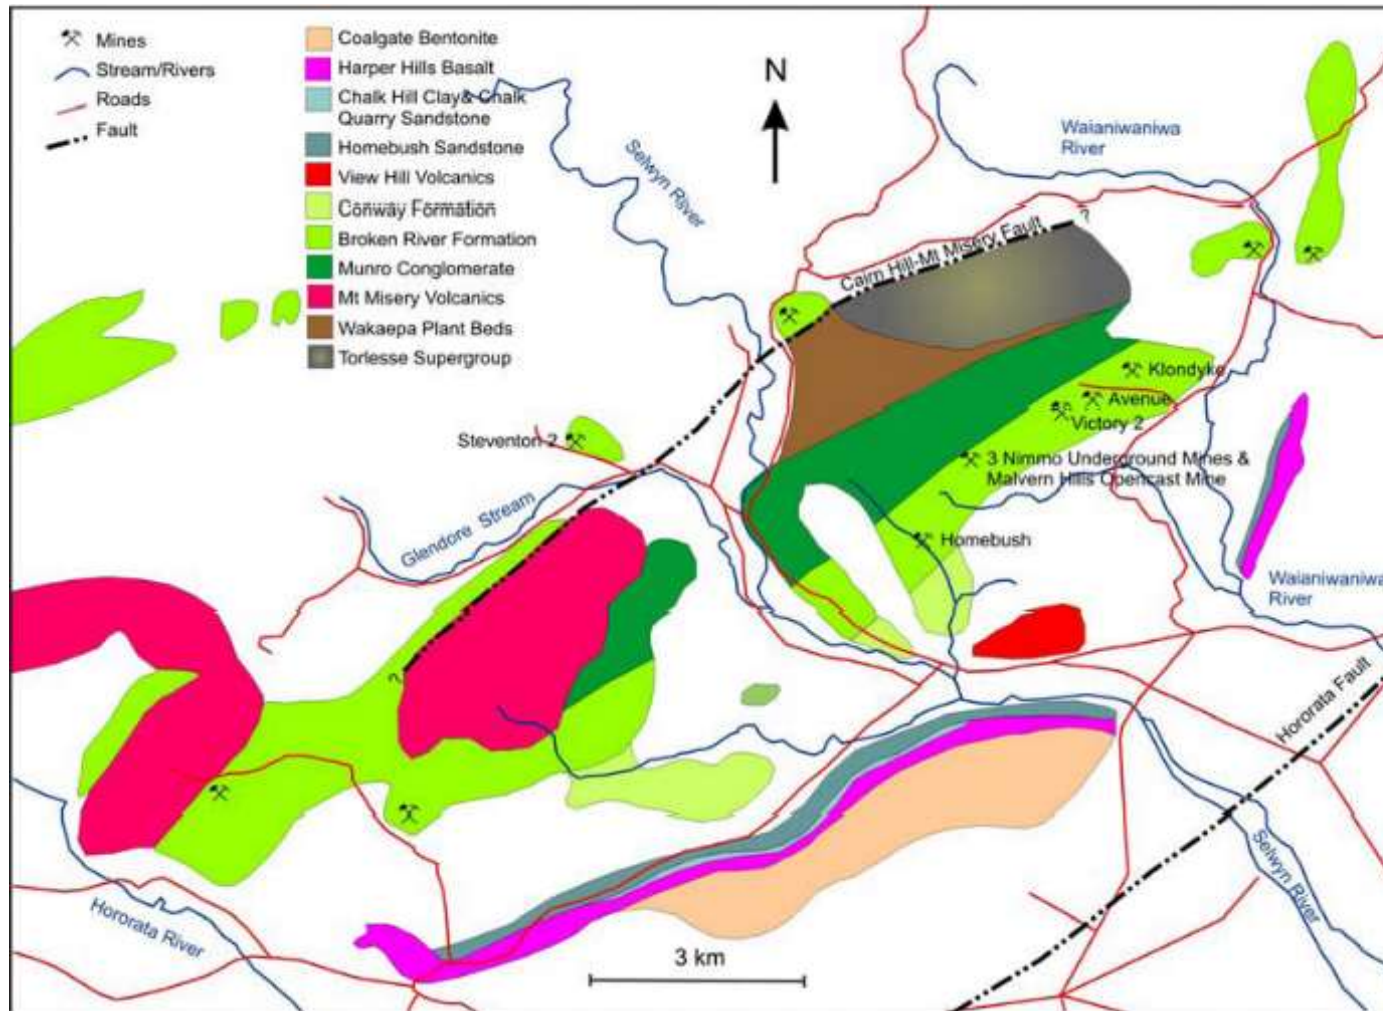 Mines
Stream/Rivers
Roads
Fault
Coalgate Bentonite
Harper Hills Basalt
Chalk Hill Clay& Chalk
Quarry Sandstone
Homebush Sandstone
View Hill Volcanics
Conway Formation
Broken River Formation
Munro Conglomerate
Mt Misery Volcanics
Wakaepa Plant Beds
Torlesse Supergroup
N
Selwyn River
Waianiwaniwa
River
Cairn Hill-Mt Misery Fault
?
Klondyke
Avenue
Victory 2
Steventon 2
3 Nimmo Underground Mines &
Malvern Hills Opencast Mine
Glendore Stream
Homebush
Waianiwaniwa
River
?
Hororata Fault
Selwyn River
Hororata River
3 km